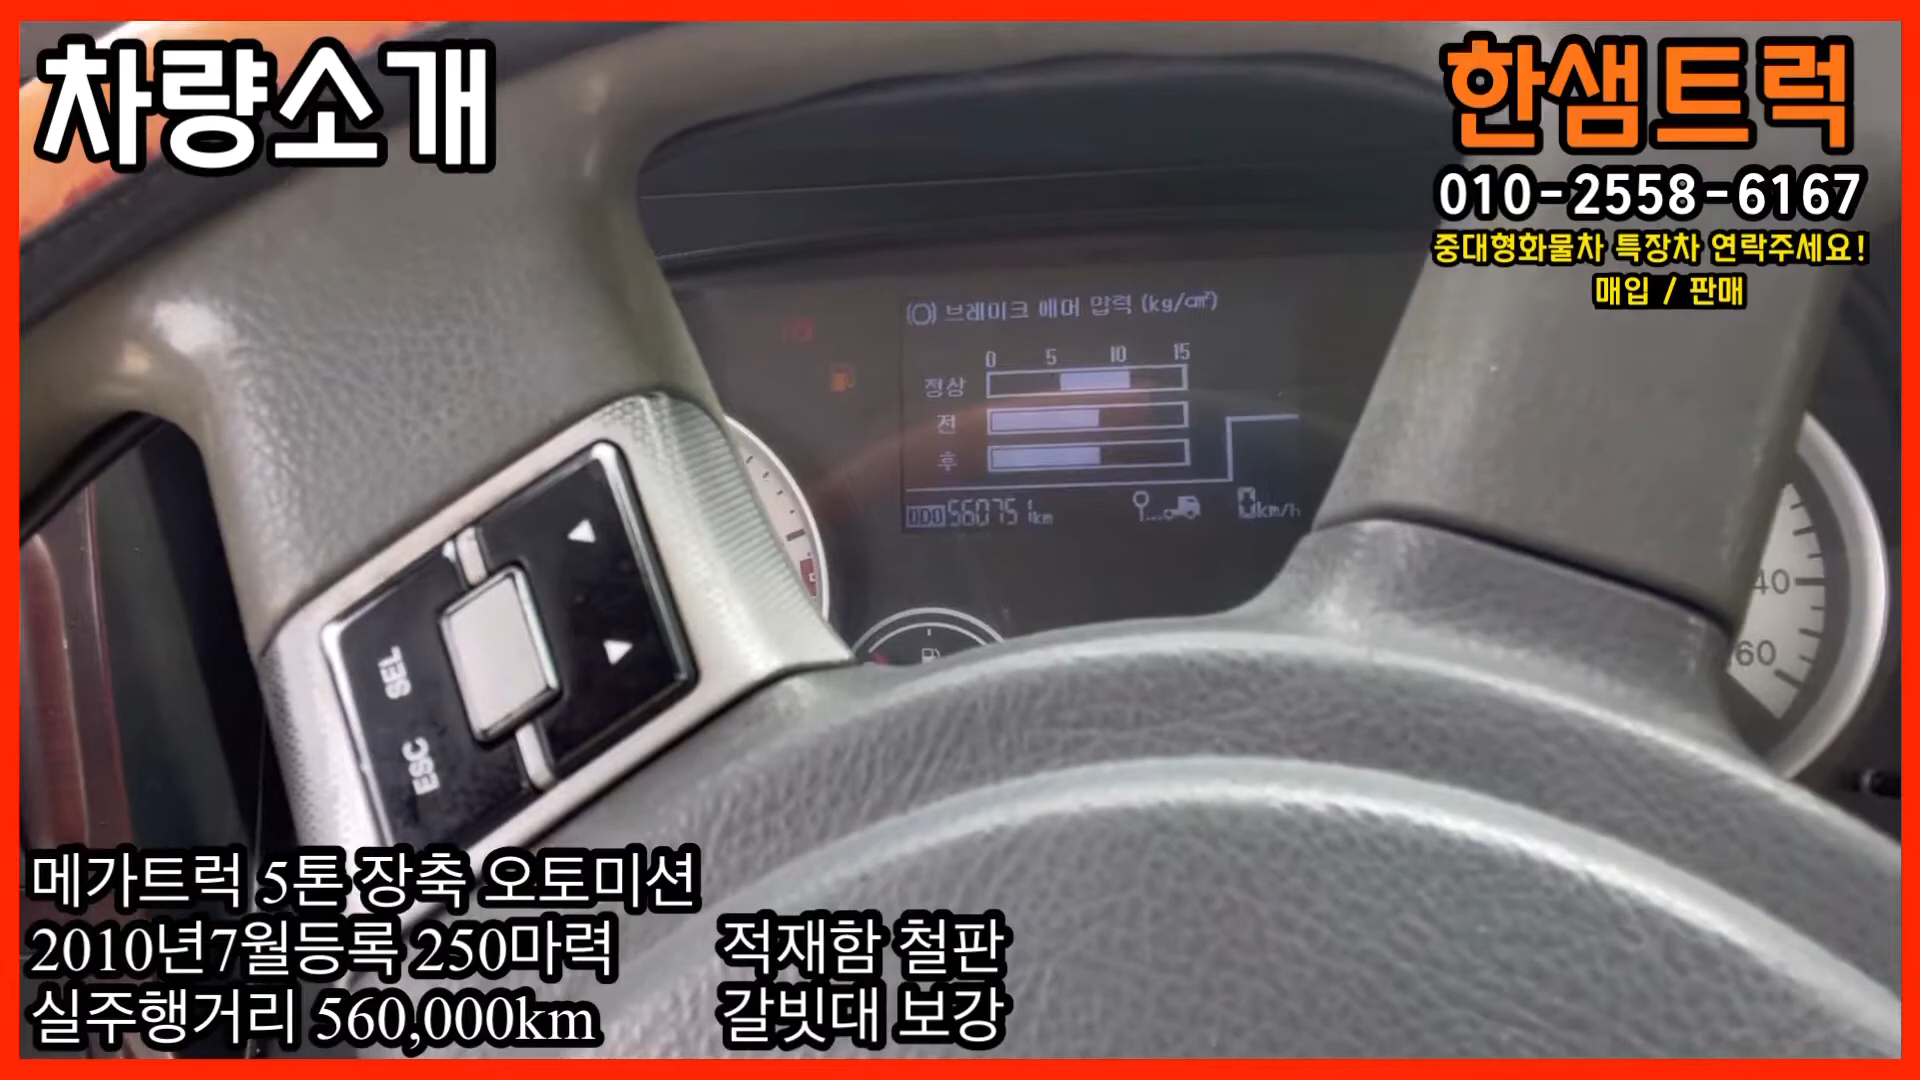 차량소개
한샘트럭
010-2558-6167
중대형화물차 특장차 연락주세요!
매입 / 판매
브레이크 에어 압력 (kg/cm²)
0 5 10 15
정상
전
후
ODO 560751km
0km/h
40
60
SEL
ESC
메가트럭 5톤 장축 오토미션
2010년7월등록 250마력
실주행거리 560,000km
적재함 철판
갈빗대 보강